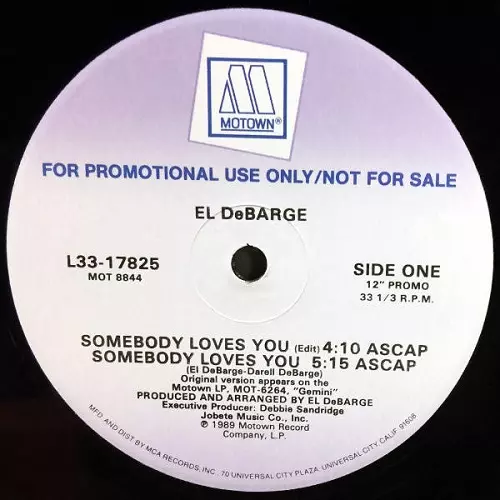 M
MOTOWN®
FOR PROMOTIONAL USE ONLY/NOT FOR SALE
EL DeBARGE
L33-17825
MOT 8844
SIDE ONE
12" PROMO
33 1/3 R.P.M.
SOMEBODY LOVES YOU (Edit) 4:10 ASCAP
SOMEBODY LOVES YOU 5:15 ASCAP
(El DeBarge-Darell DeBarge)
Original version appears on the
Motown LP, MOT-6264, "Gemini"
PRODUCED AND ARRANGED BY EL DeBARGE
Executive Producer: Debbie Sandridge
Jobete Music Co., Inc.
℗ 1989 Motown Record
Company, L.P.
MFD. AND DIST BY MCA RECORDS, INC., 70 UNIVERSAL CITY PLAZA, UNIVERSAL CITY, CALIF. 91608